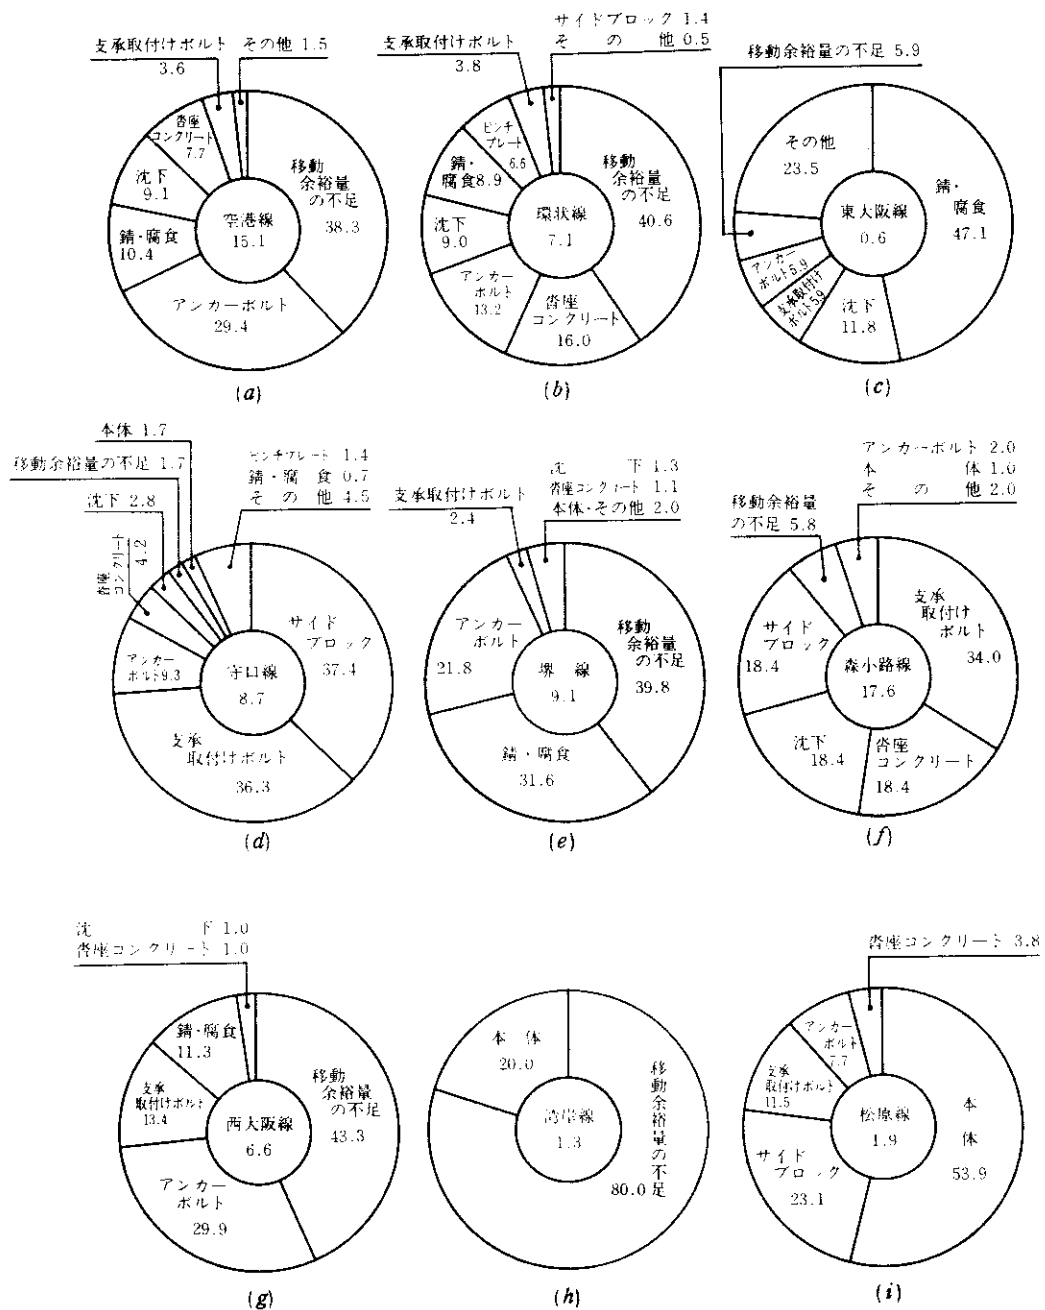 支承取付けボルト
3.6
その他 1.5
沓座
コンクリート
7.7
沈下
9.1
錆・腐食
10.4
アンカーボルト
29.4
移動
余裕量
の不足
38.3
空港線
15.1
(a)
支承取付けボルト
3.8
サイドブロック 1.4
その他 0.5
ピンチ
プレート
6.6
錆・
腐食8.9
沈下
9.0
アンカー
ボルト
13.2
沓座
コンクリート
16.0
移動
余裕量
の不足
40.6
環状線
7.1
(b)
移動余裕量の不足 5.9
その他
23.5
アンカー
ボルト5.9
支承取付け
ボルト5.9
沈下
11.8
錆・
腐食
47.1
東大阪線
0.6
(c)
本体 1.7
移動余裕量の不足 1.7
沈下 2.8
沓座
コンクリート
4.2
ピンチプレート 1.4
錆・腐食 0.7
その他 4.5
アンカー
ボルト9.3
支承
取付けボルト
36.3
サイド
ブロック
37.4
守口線
8.7
(d)
支承取付けボルト
2.4
沈下 1.3
沓座コンクリート 1.1
本体・その他 2.0
アンカー
ボルト
21.8
錆・腐食
31.6
移動
余裕量
の不足
39.8
堺線
9.1
(e)
移動余裕量
の不足 5.8
アンカーボルト 2.0
本体 1.0
その他 2.0
サイド
ブロック
18.4
沈下
18.4
沓座
コンクリート
18.4
支承
取付け
ボルト
34.0
森小路線
17.6
(f)
沈下 1.0
沓座コンクリート 1.0
錆・腐食
11.3
支承
取付けボルト
13.4
アンカー
ボルト
29.9
移動
余裕量
の不足
43.3
西大阪線
6.6
(g)
本体
20.0
移動余裕量の不足
80.0
湾岸線
1.3
(h)
沓座コンクリート 3.8
アンカー
ボルト
7.7
支承
取付けボルト
11.5
サイド
ブロック
23.1
本体
53.9
松原線
1.9
(i)